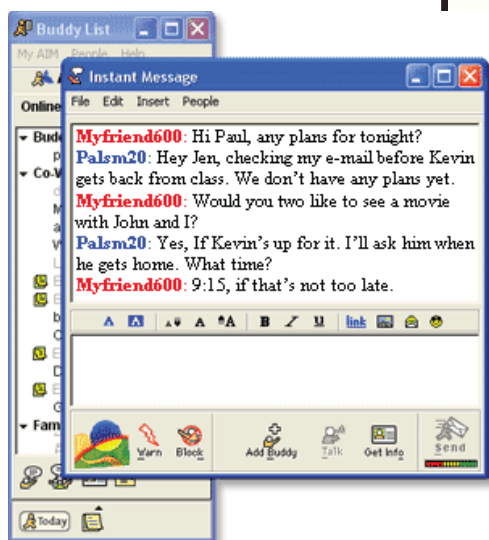 Buddy List
My AIM People Help
Online
Instant Message
File Edit Insert People
Myfriend600: Hi Paul, any plans for tonight?
Palsm20: Hey Jen, checking my e-mail before Kevin
gets back from class. We don't have any plans yet.
Myfriend600: Would you two like to see a movie
with John and I?
Palsm20: Yes, If Kevin's up for it. I'll ask him when
he gets home. What time?
Myfriend600: 9:15, if that's not too late.
A A A A A B I U link
Warn Block Add Buddy Talk Get Info Send
Today